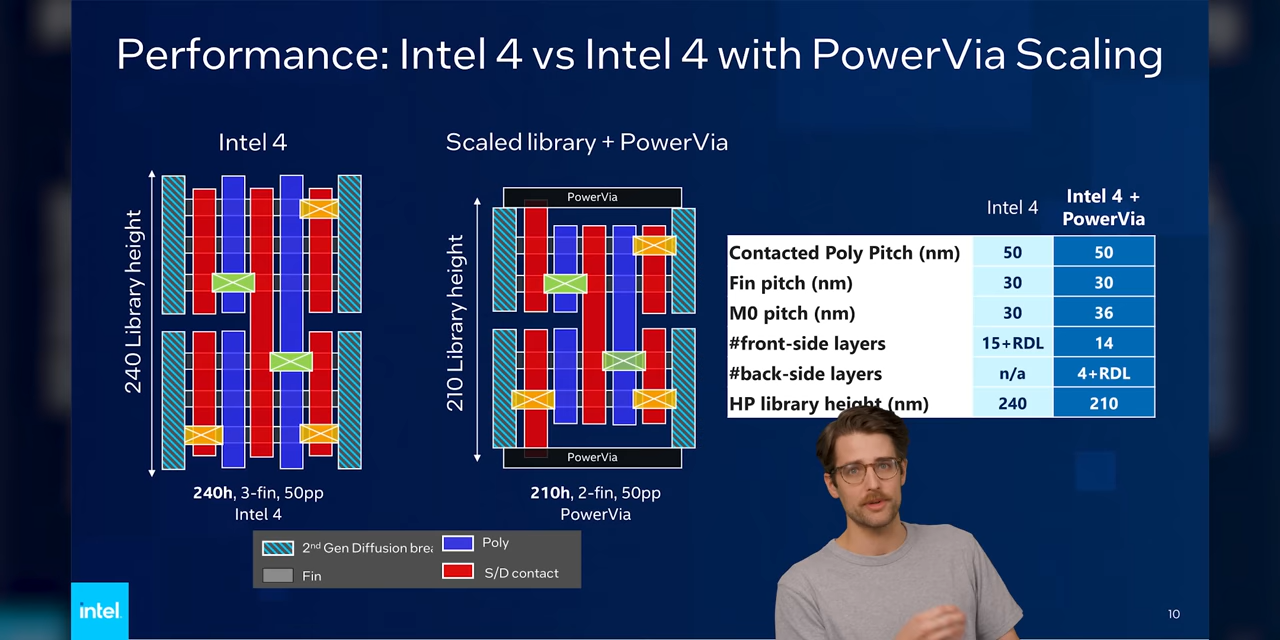 Performance: Intel 4 vs Intel 4 with PowerVia Scaling
Intel 4
240 Library height
240h, 3-fin, 50pp
Intel 4
Scaled library + PowerVia
PowerVia
210 Library height
PowerVia
210h, 2-fin, 50pp
PowerVia
Intel 4 Intel 4 + PowerVia
Contacted Poly Pitch (nm) 50 50
Fin pitch (nm) 30 30
M0 pitch (nm) 30 36
#front-side layers 15+RDL 14
#back-side layers n/a 4+RDL
HP library height (nm) 240 210
2nd Gen Diffusion brea
Poly
Fin
S/D contact
intel.
10